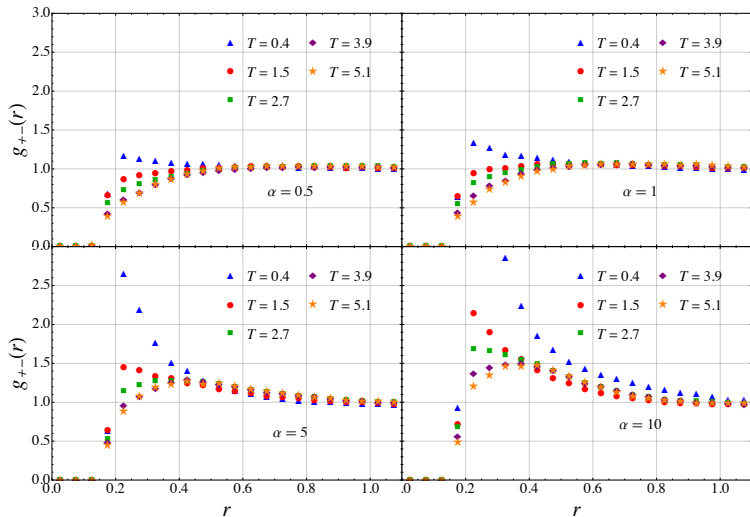 3.0
2.5
2.0
1.5
1.0
0.5
0.0
g+−(r)
T = 0.4
T = 3.9
T = 1.5
T = 5.1
T = 2.7
α = 0.5
T = 0.4
T = 3.9
T = 1.5
T = 5.1
T = 2.7
α = 1
2.5
2.0
1.5
1.0
0.5
0.0
g+−(r)
T = 0.4
T = 3.9
T = 1.5
T = 5.1
T = 2.7
α = 5
T = 0.4
T = 3.9
T = 1.5
T = 5.1
T = 2.7
α = 10
0.0 0.2 0.4 0.6 0.8 1.0
0.0 0.2 0.4 0.6 0.8 1.0
r
r